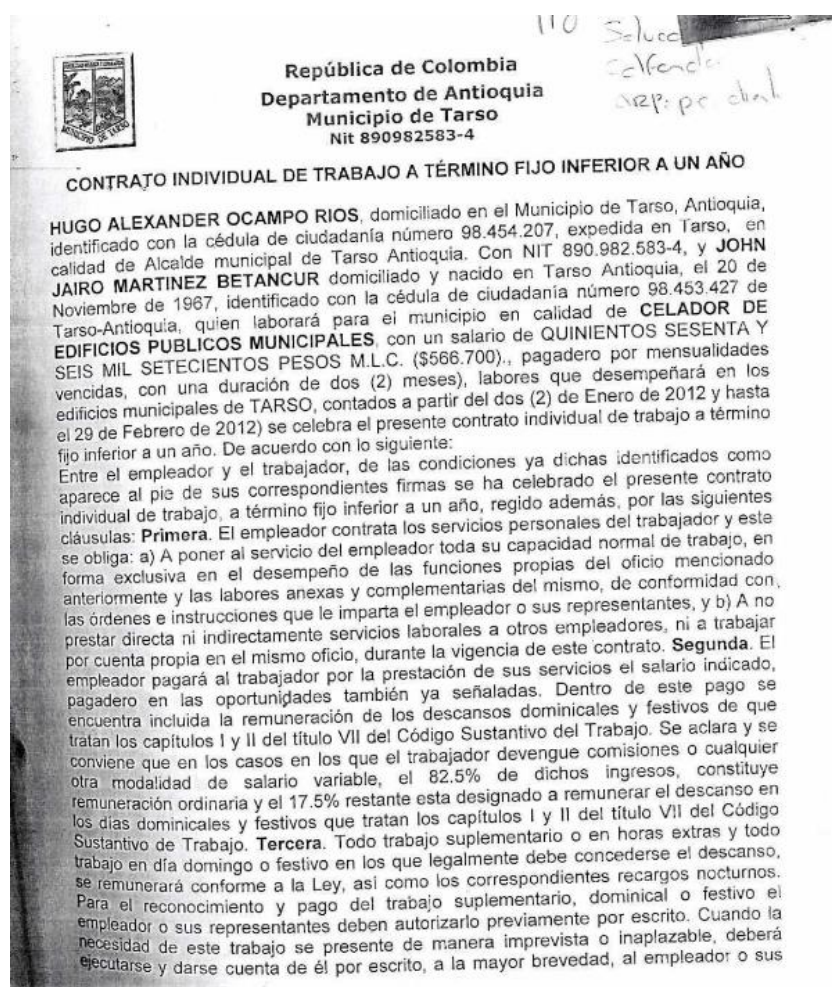 110
República de Colombia
Departamento de Antioquia
Municipio de Tarso
Nit 890982583-4
MUNICIPIO DE TARSO
CONTRATO INDIVIDUAL DE TRABAJO A TÉRMINO FIJO INFERIOR A UN AÑO
HUGO ALEXANDER OCAMPO RIOS, domiciliado en el Municipio de Tarso, Antioquia,
identificado con la cédula de ciudadanía número 98.454.207, expedida en Tarso, en
calidad de Alcalde municipal de Tarso Antioquia. Con NIT 890.982.583-4, y JOHN
JAIRO MARTINEZ BETANCUR domiciliado y nacido en Tarso Antioquia, el 20 de
Noviembre de 1967, identificado con la cédula de ciudadanía número 98.453.427 de
Tarso-Antioquia, quien laborará para el municipio en calidad de CELADOR DE
EDIFICIOS PUBLICOS MUNICIPALES, con un salario de QUINIENTOS SESENTA Y
SEIS MIL SETECIENTOS PESOS M.L.C. ($566.700)., pagadero por mensualidades
vencidas, con una duración de dos (2) meses), labores que desempeñará en los
edificios municipales de TARSO, contados a partir del dos (2) de Enero de 2012 y hasta
el 29 de Febrero de 2012) se celebra el presente contrato individual de trabajo a término
fijo inferior a un año. De acuerdo con lo siguiente:
Entre el empleador y el trabajador, de las condiciones ya dichas identificados como
aparece al pie de sus correspondientes firmas se ha celebrado el presente contrato
individual de trabajo, a término fijo inferior a un año, regido además, por las siguientes
cláusulas: Primera. El empleador contrata los servicios personales del trabajador y este
se obliga: a) A poner al servicio del empleador toda su capacidad normal de trabajo, en
forma exclusiva en el desempeño de las funciones propias del oficio mencionado
anteriormente y las labores anexas y complementarias del mismo, de conformidad con
las órdenes e instrucciones que le imparta el empleador o sus representantes, y b) A no
prestar directa ni indirectamente servicios laborales a otros empleadores, ni a trabajar
por cuenta propia en el mismo oficio, durante la vigencia de este contrato. Segunda. El
empleador pagará al trabajador por la prestación de sus servicios el salario indicado,
pagadero en las oportunidades también ya señaladas. Dentro de este pago se
encuentra incluida la remuneración de los descansos dominicales y festivos de que
tratan los capítulos I y II del título VII del Código Sustantivo del Trabajo. Se aclara y se
conviene que en los casos en los que el trabajador devengue comisiones o cualquier
otra modalidad de salario variable, el 82.5% de dichos ingresos, constituye
remuneración ordinaria y el 17.5% restante esta designado a remunerar el descanso en
los días dominicales y festivos que tratan los capítulos I y II del título VII del Código
Sustantivo de Trabajo. Tercera. Todo trabajo suplementario o en horas extras y todo
trabajo en día domingo o festivo en los que legalmente debe concederse el descanso,
se remunerará conforme a la Ley, así como los correspondientes recargos nocturnos.
Para el reconocimiento y pago del trabajo suplementario, dominical o festivo el
empleador o sus representantes deben autorizarlo previamente por escrito. Cuando la
necesidad de este trabajo se presente de manera imprevista o inaplazable, deberá
ejecutarse y darse cuenta de él por escrito, a la mayor brevedad, al empleador o sus